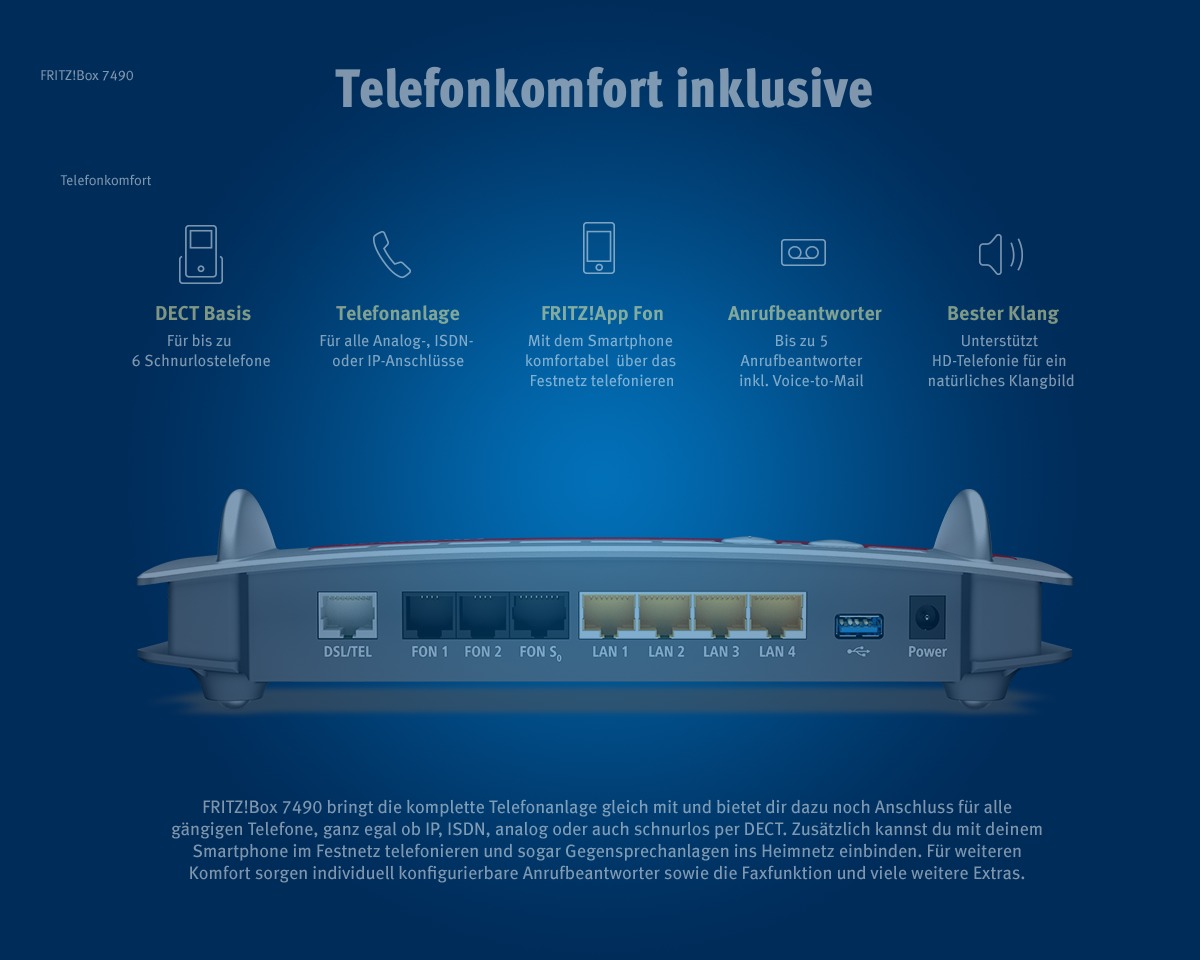 FRITZ!Box 7490
Telefonkomfort inklusive
Telefonkomfort
DECT Basis
Für bis zu
6 Schnurlostelefone
Telefonanlage
Für alle Analog-, ISDN-
oder IP-Anschlüsse
FRITZ!App Fon
Mit dem Smartphone
komfortabel über das
Festnetz telefonieren
Anrufbeantworter
Bis zu 5
Anrufbeantworter
inkl. Voice-to-Mail
Bester Klang
Unterstützt
HD-Telefonie für ein
natürliches Klangbild
DSL/TEL FON 1 FON 2 FON S0 LAN 1 LAN 2 LAN 3 LAN 4 Power
FRITZ!Box 7490 bringt die komplette Telefonanlage gleich mit und bietet dir dazu noch Anschluss für alle
gängigen Telefone, ganz egal ob IP, ISDN, analog oder auch schnurlos per DECT. Zusätzlich kannst du mit deinem
Smartphone im Festnetz telefonieren und sogar Gegensprechanlagen ins Heimnetz einbinden. Für weiteren
Komfort sorgen individuell konfigurierbare Anrufbeantworter sowie die Faxfunktion und viele weitere Extras.